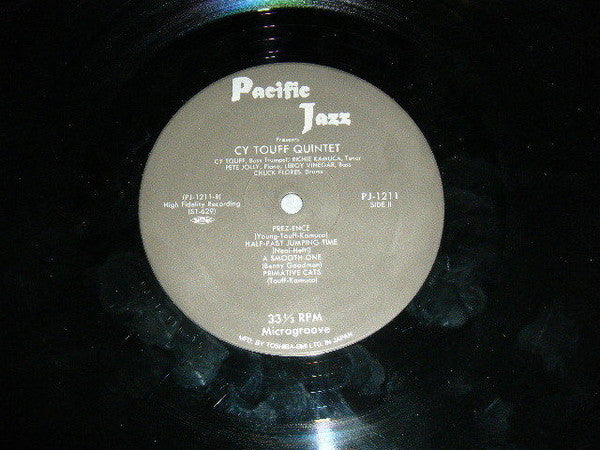 Pacific
Jazz
Presents
CY TOUFF QUINTET
CY TOUFF, Bass Trumpet; RICHIE KAMUCA, Tenor
PETE JOLLY, Piano; LEROY VINEGAR, Bass
CHUCK FLORES, Drums
(PJ-1211-B)
High Fidelity Recording
(ST-629)
PJ-1211
SIDE II
PREZ-ENCE
(Young-Touff-Kamuca)
HALF-PAST JUMPING TIME
(Neal Hefti)
A SMOOTH ONE
(Benny Goodman)
PRIMATIVE CATS
(Touff-Kamuca)
33⅓ RPM
Microgroove
MFD. BY TOSHIBA-EMI LTD. IN JAPAN